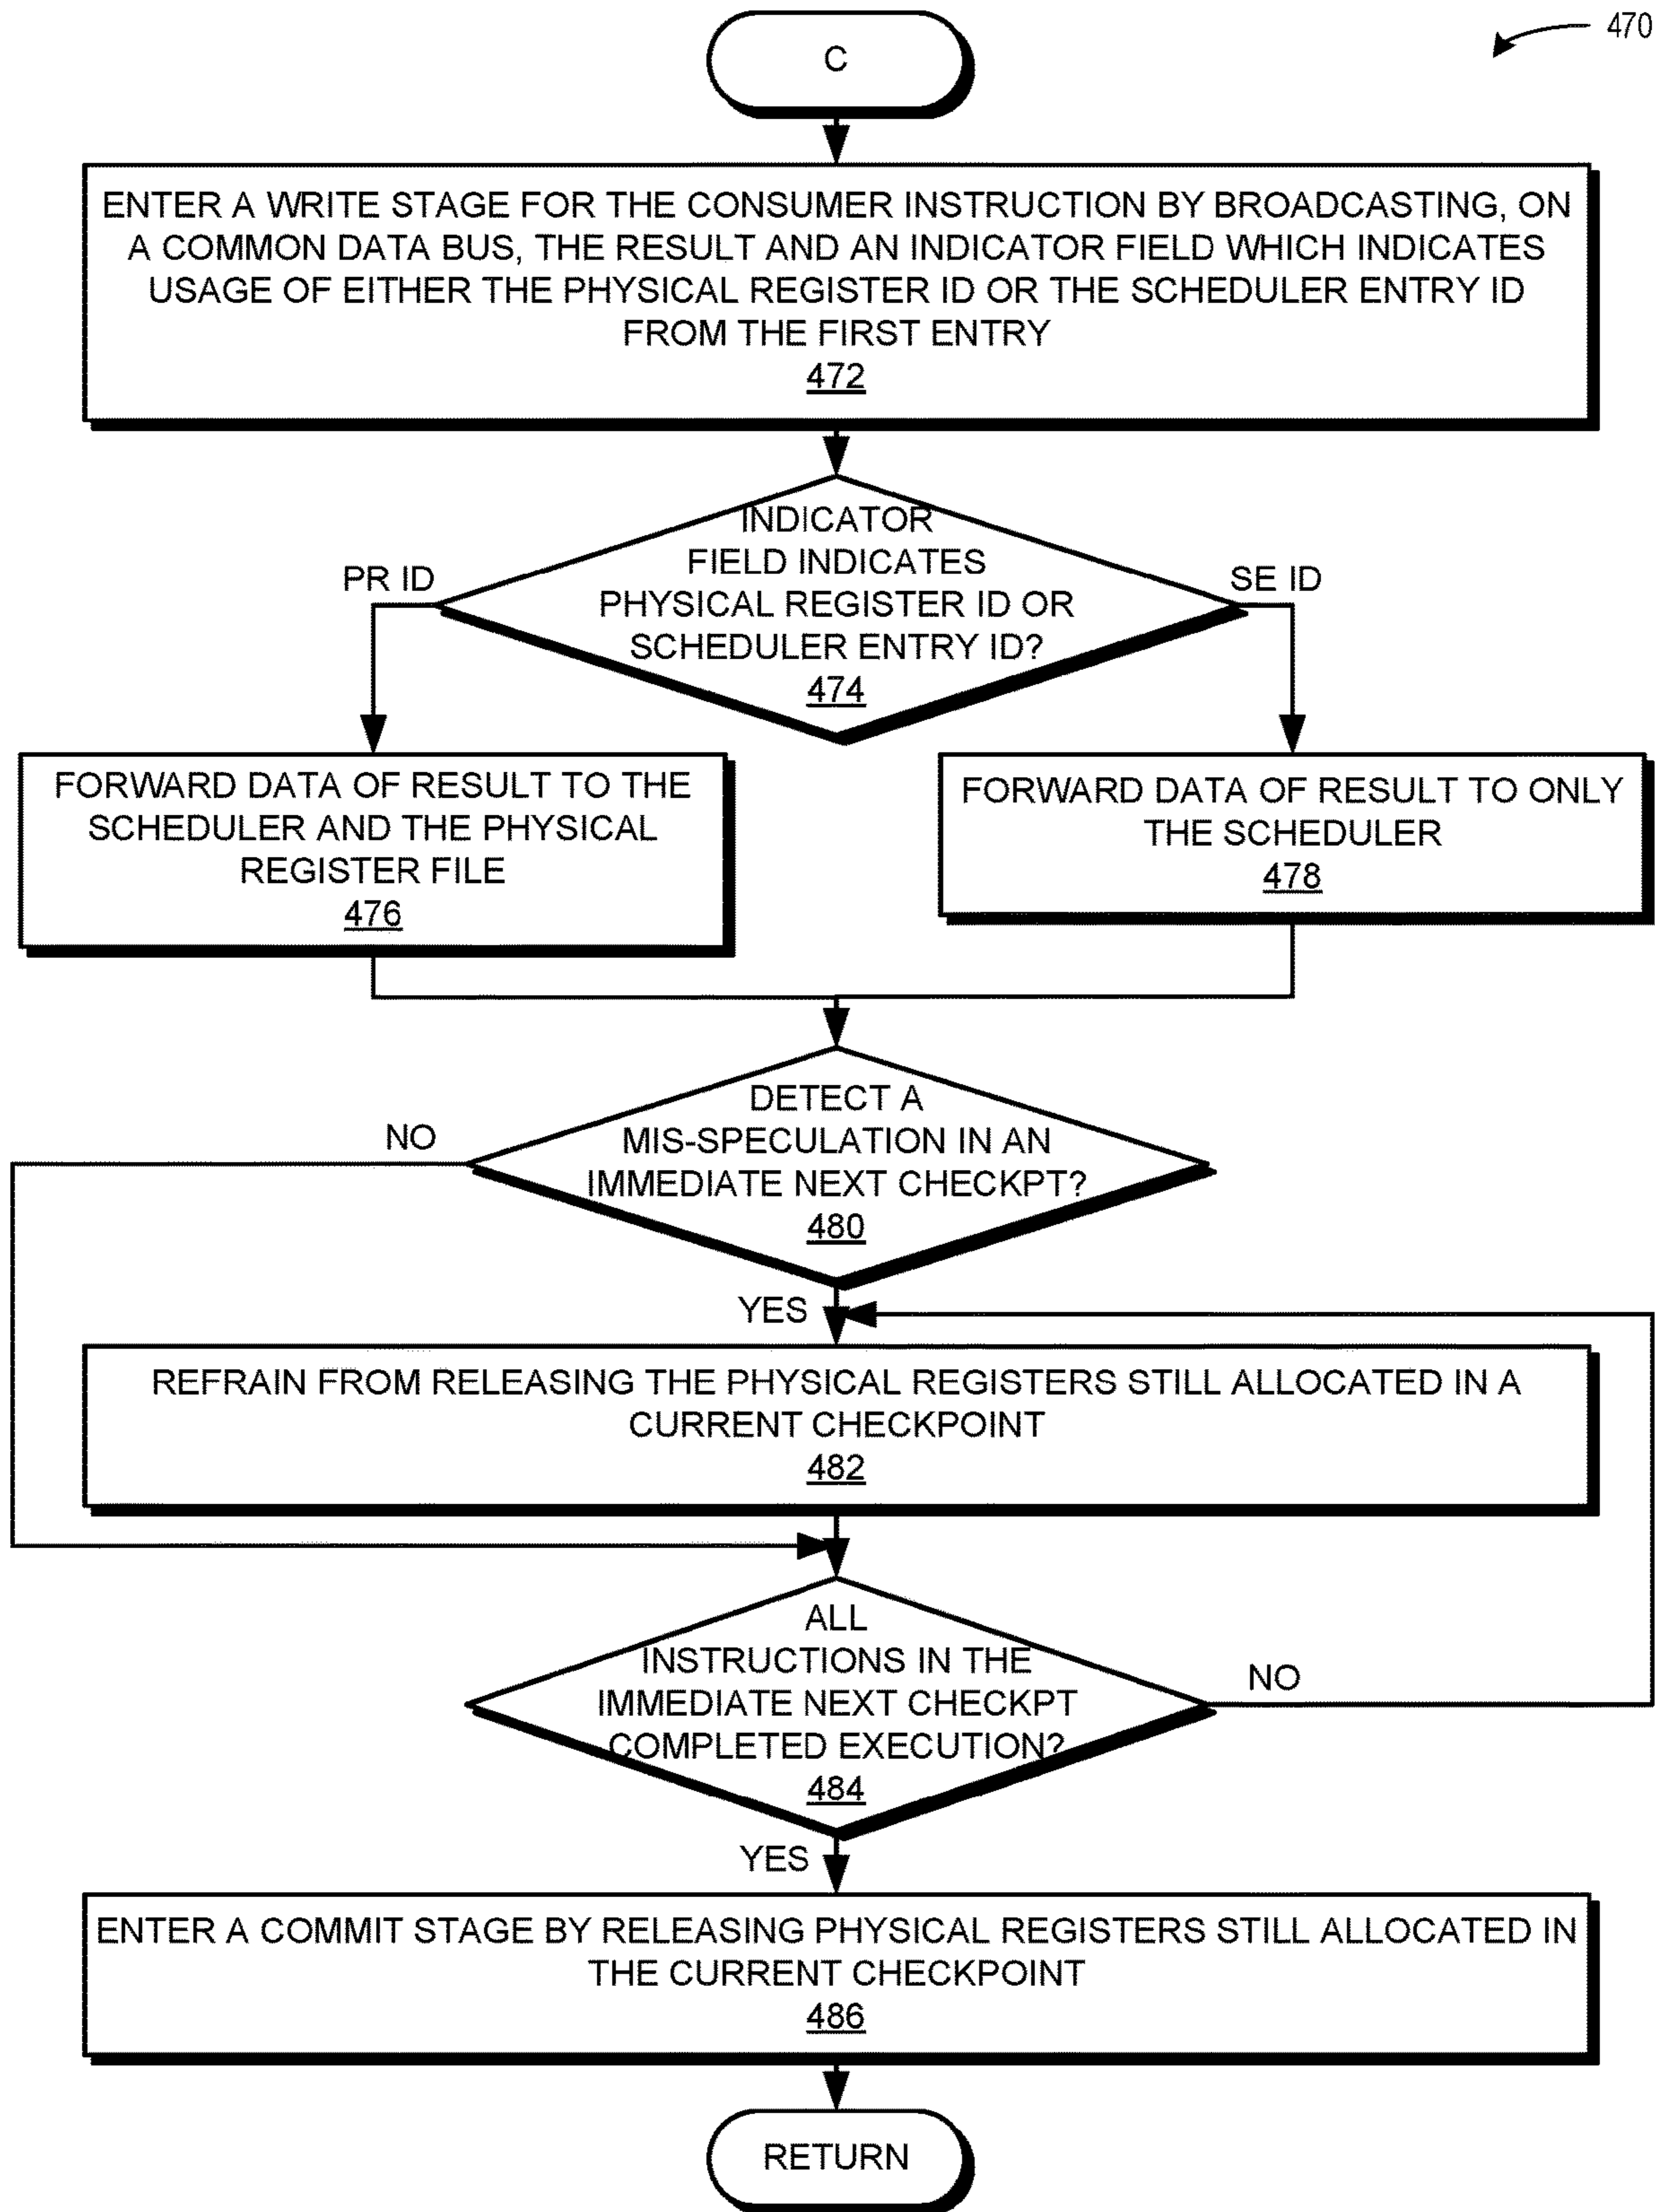 470
C
ENTER A WRITE STAGE FOR THE CONSUMER INSTRUCTION BY BROADCASTING, ON
A COMMON DATA BUS, THE RESULT AND AN INDICATOR FIELD WHICH INDICATES
USAGE OF EITHER THE PHYSICAL REGISTER ID OR THE SCHEDULER ENTRY ID
FROM THE FIRST ENTRY
472
INDICATOR
FIELD INDICATES
PHYSICAL REGISTER ID OR
SCHEDULER ENTRY ID?
474
PR ID
SE ID
FORWARD DATA OF RESULT TO THE
SCHEDULER AND THE PHYSICAL
REGISTER FILE
476
FORWARD DATA OF RESULT TO ONLY
THE SCHEDULER
478
DETECT A
MIS-SPECULATION IN AN
IMMEDIATE NEXT CHECKPT?
480
NO
YES
REFRAIN FROM RELEASING THE PHYSICAL REGISTERS STILL ALLOCATED IN A
CURRENT CHECKPOINT
482
ALL
INSTRUCTIONS IN THE
IMMEDIATE NEXT CHECKPT
COMPLETED EXECUTION?
484
NO
YES
ENTER A COMMIT STAGE BY RELEASING PHYSICAL REGISTERS STILL ALLOCATED IN
THE CURRENT CHECKPOINT
486
RETURN